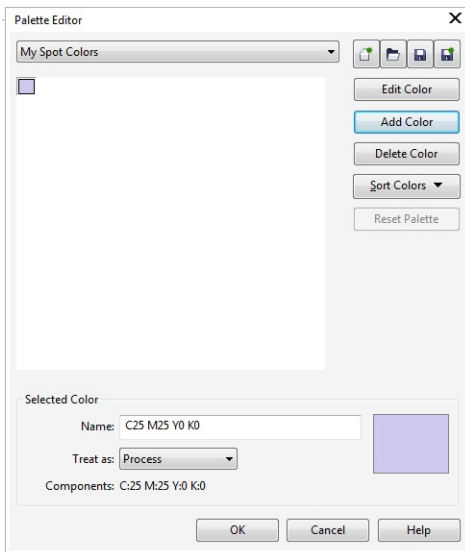 Palette Editor
My Spot Colors
Edit Color
Add Color
Delete Color
Sort Colors
Reset Palette
Selected Color
Name: C25 M25 Y0 K0
Treat as: Process
Components: C:25 M:25 Y:0 K:0
OK Cancel Help